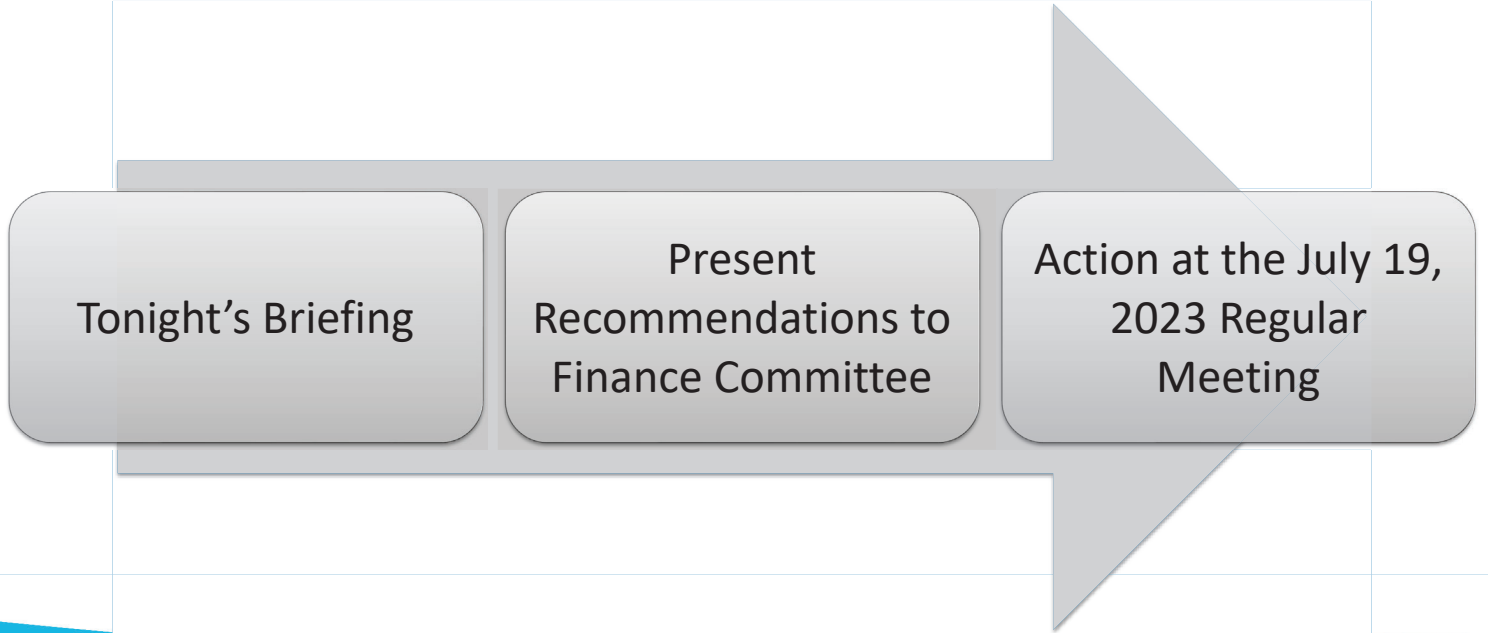 Tonight’s Briefing
Present
Recommendations to
Finance Committee
Action at the July 19,
2023 Regular
Meeting